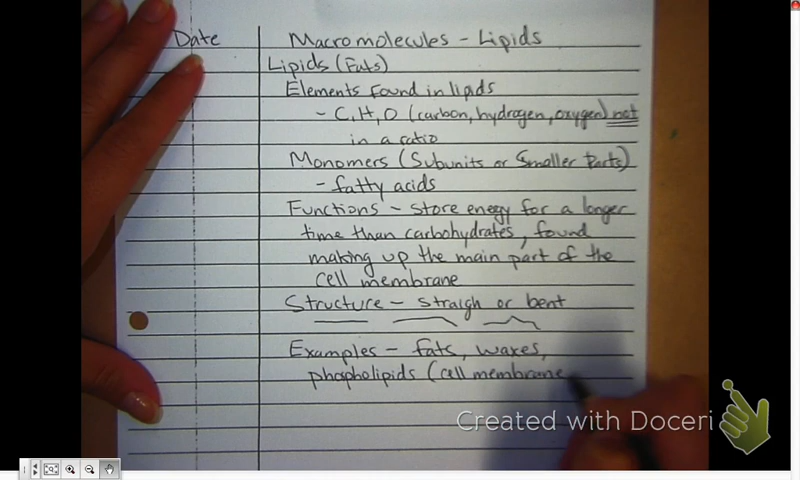 Date Macromolecules - Lipids
Lipids (Fats)
Elements found in lipids
- C, H, O (carbon, hydrogen, oxygen) not
in a ratio
Monomers (Subunits or Smaller Parts)
- fatty acids
Functions - store enegy for a longer
time than carbohydrates, found
making up the main part of the
cell membrane
Structure - straigh or bent
Examples - fats, waxes,
phospholipids (cell membrane
Created with Doceri